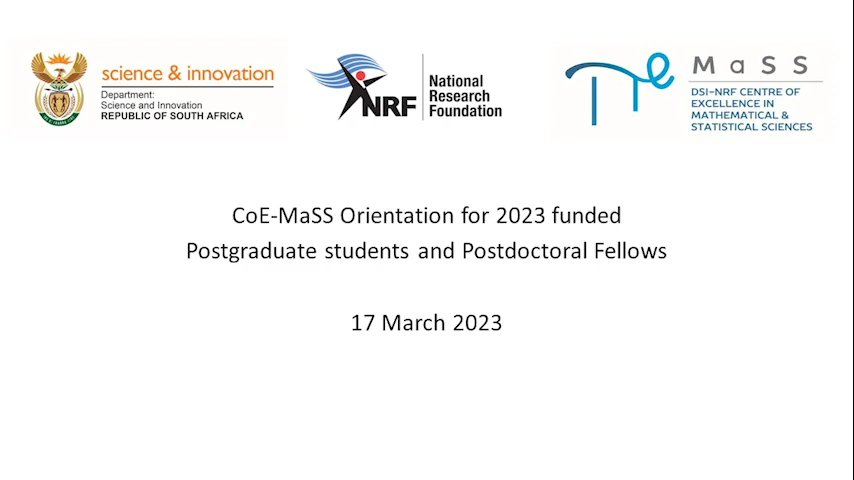 science & innovation
Department:
Science and Innovation
REPUBLIC OF SOUTH AFRICA
NRF
National
Research
Foundation
MaSS
DSI-NRF CENTRE OF
EXCELLENCE IN
MATHEMATICAL &
STATISTICAL SCIENCES
CoE-MaSS Orientation for 2023 funded
Postgraduate students and Postdoctoral Fellows
17 March 2023